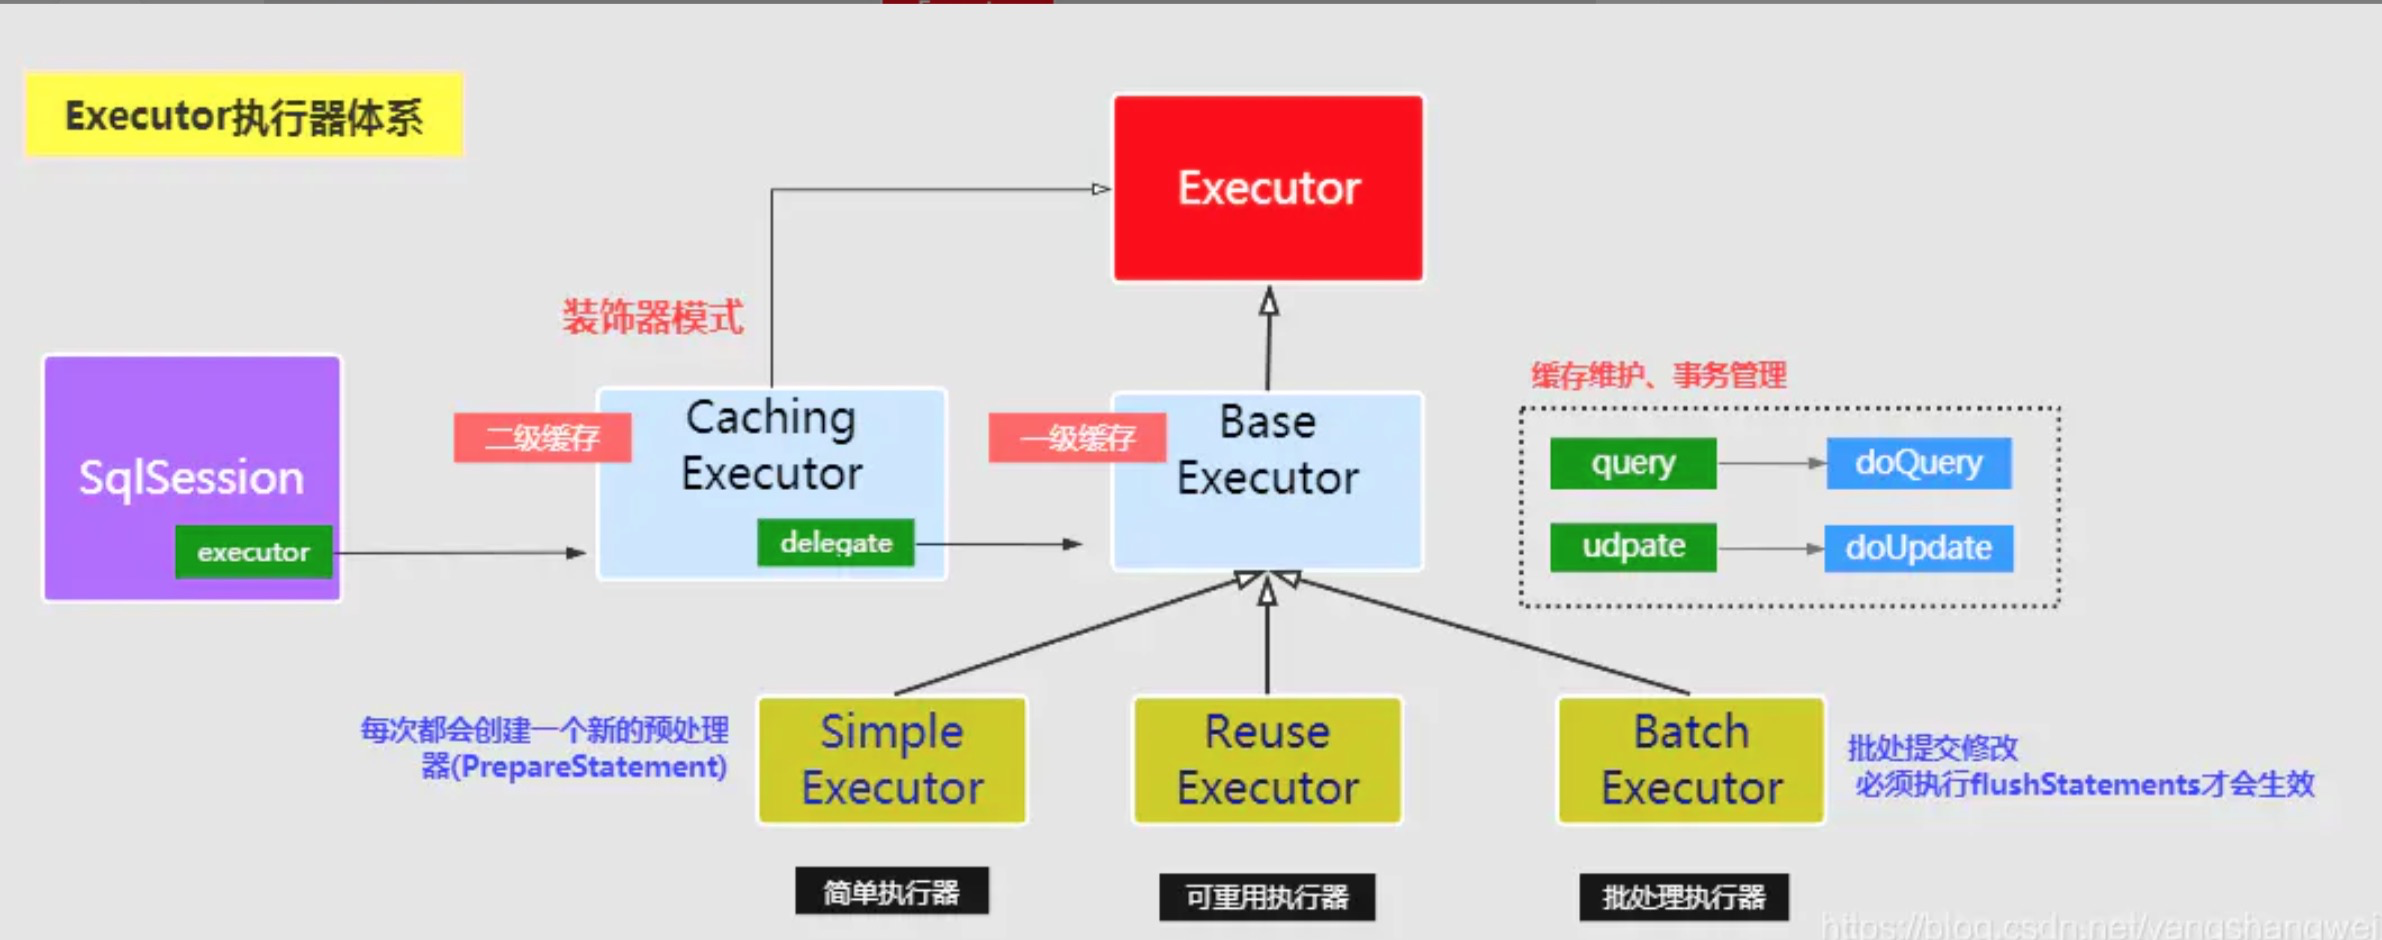 Executor执行器体系
Executor
装饰器模式
SqlSession
executor
二级缓存
Caching
Executor
delegate
一级缓存
Base
Executor
缓存维护、事务管理
query
doQuery
udpate
doUpdate
每次都会创建一个新的预处理
器(PrepareStatement)
Simple
Executor
Reuse
Executor
Batch
Executor
批处提交修改
必须执行flushStatements才会生效
简单执行器
可重用执行器
批处理执行器
https://blog.csdn.net/yangshangwei